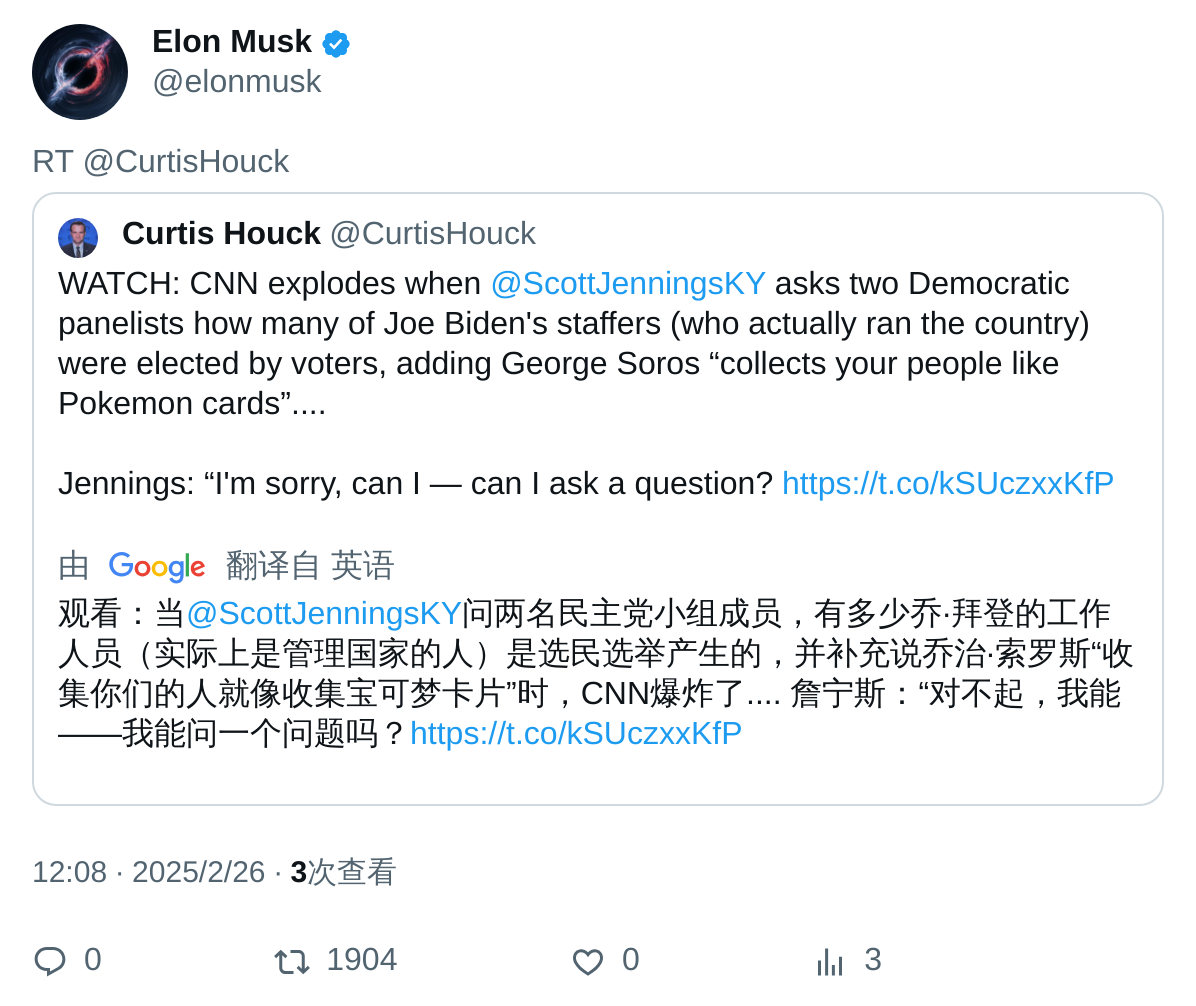 Elon Musk
@elonmusk
RT @CurtisHouck
Curtis Houck @CurtisHouck
WATCH: CNN explodes when @ScottJenningsKY asks two Democratic
panelists how many of Joe Biden's staffers (who actually ran the country)
were elected by voters, adding George Soros “collects your people like
Pokemon cards”....
Jennings: “I'm sorry, can I — can I ask a question? https://t.co/kSUczxxKfP
由 Google 翻译自 英语
观看：当@ScottJenningsKY问两名民主党小组成员，有多少乔·拜登的工作
人员（实际上是管理国家的人）是选民选举产生的，并补充说乔治·索罗斯“收
集你们的人就像收集宝可梦卡片”时，CNN爆炸了.... 詹宁斯：“对不起，我能
——我能问一个问题吗？https://t.co/kSUczxxKfP
12:08 · 2025/2/26 · 3次查看
0 1904 0 3